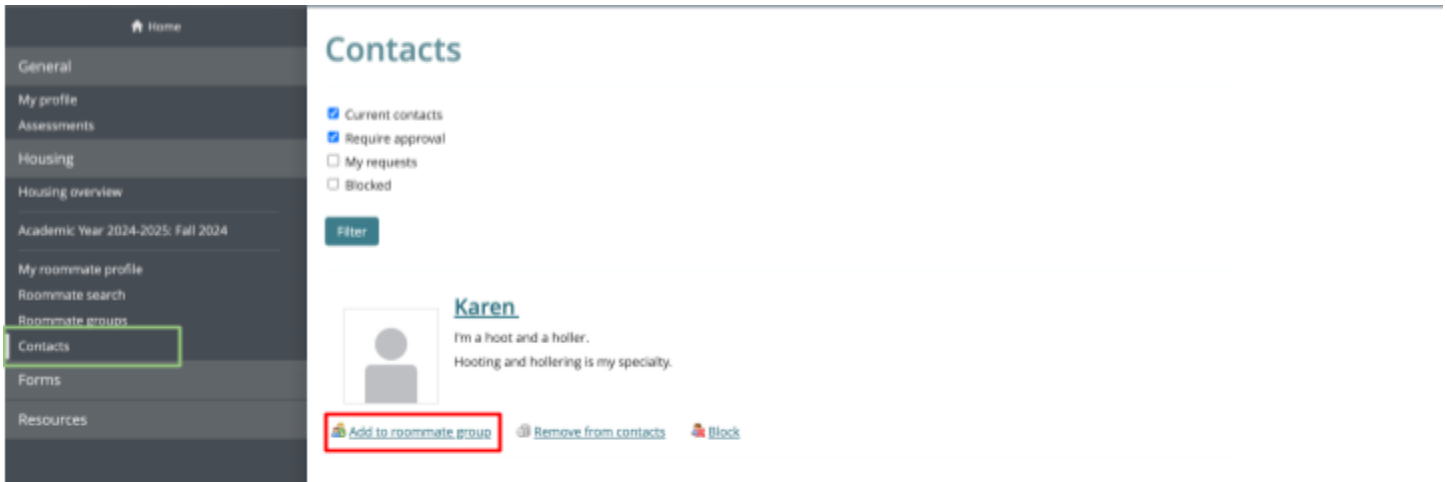 Home
General
My profile
Assessments
Housing
Housing overview
Academic Year 2024-2025: Fall 2024
My roommate profile
Roommate search
Roommate groups
Contacts
Forms
Resources
Contacts
Current contacts
Require approval
My requests
Blocked
Filter
Karen
I'm a hoot and a holler.
Hooting and hollering is my specialty.
Add to roommate group Remove from contacts Block